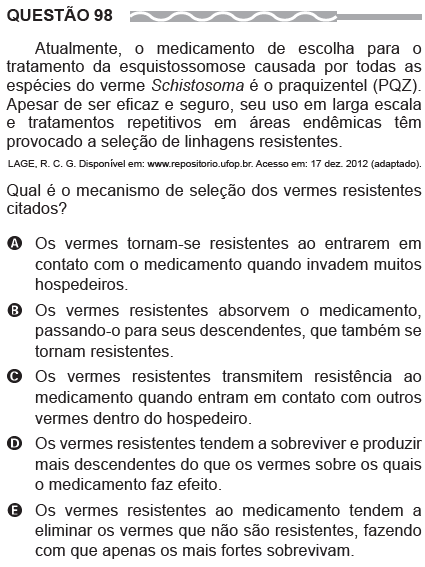 QUESTÃO 98
Atualmente, o medicamento de escolha para o
tratamento da esquistossomose causada por todas as
espécies do verme Schistosoma é o praquizentel (PQZ).
Apesar de ser eficaz e seguro, seu uso em larga escala
e tratamentos repetitivos em áreas endêmicas têm
provocado a seleção de linhagens resistentes.
LAGE, R. C. G. Disponível em: www.repositorio.ufop.br. Acesso em: 17 dez. 2012 (adaptado).
Qual é o mecanismo de seleção dos vermes resistentes
citados?
A Os vermes tornam-se resistentes ao entrarem em
contato com o medicamento quando invadem muitos
hospedeiros.
B Os vermes resistentes absorvem o medicamento,
passando-o para seus descendentes, que também se
tornam resistentes.
C Os vermes resistentes transmitem resistência ao
medicamento quando entram em contato com outros
vermes dentro do hospedeiro.
D Os vermes resistentes tendem a sobreviver e produzir
mais descendentes do que os vermes sobre os quais
o medicamento faz efeito.
E Os vermes resistentes ao medicamento tendem a
eliminar os vermes que não são resistentes, fazendo
com que apenas os mais fortes sobrevivam.